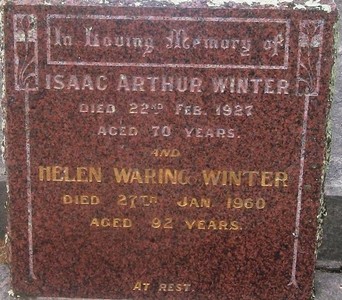 In Loving Memory of
ISAAC ARTHUR WINTER
DIED 22ND FEB. 1927
AGED 70 YEARS.
AND
HELEN WARING WINTER
DIED 27TH JAN. 1960
AGED 92 YEARS.
AT REST.